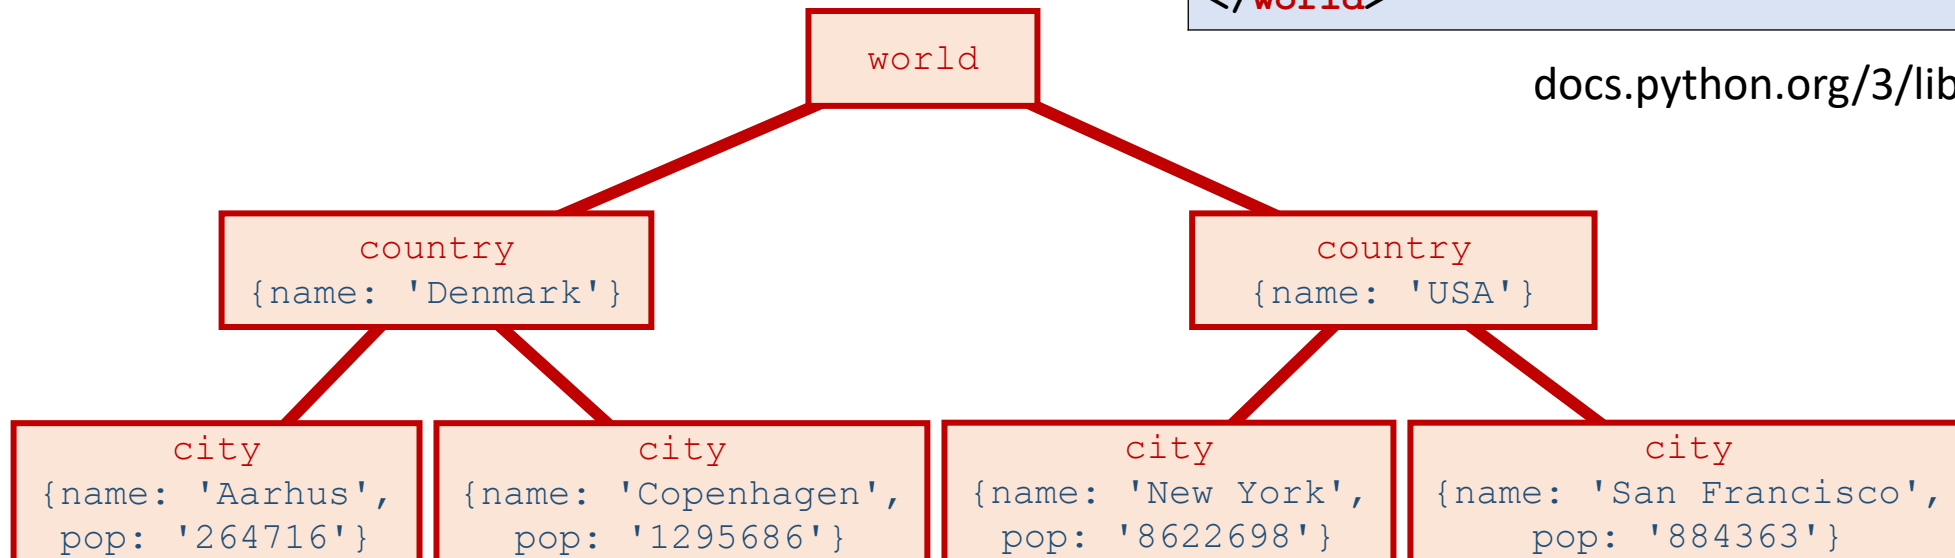 </world>
docs.python.org/3/lib
world
country
{name: 'Denmark'}
country
{name: 'USA'}
city
{name: 'Aarhus',
pop: '264716'}
city
{name: 'Copenhagen',
pop: '1295686'}
city
{name: 'New York',
pop: '8622698'}
city
{name: 'San Francisco',
pop: '884363'}